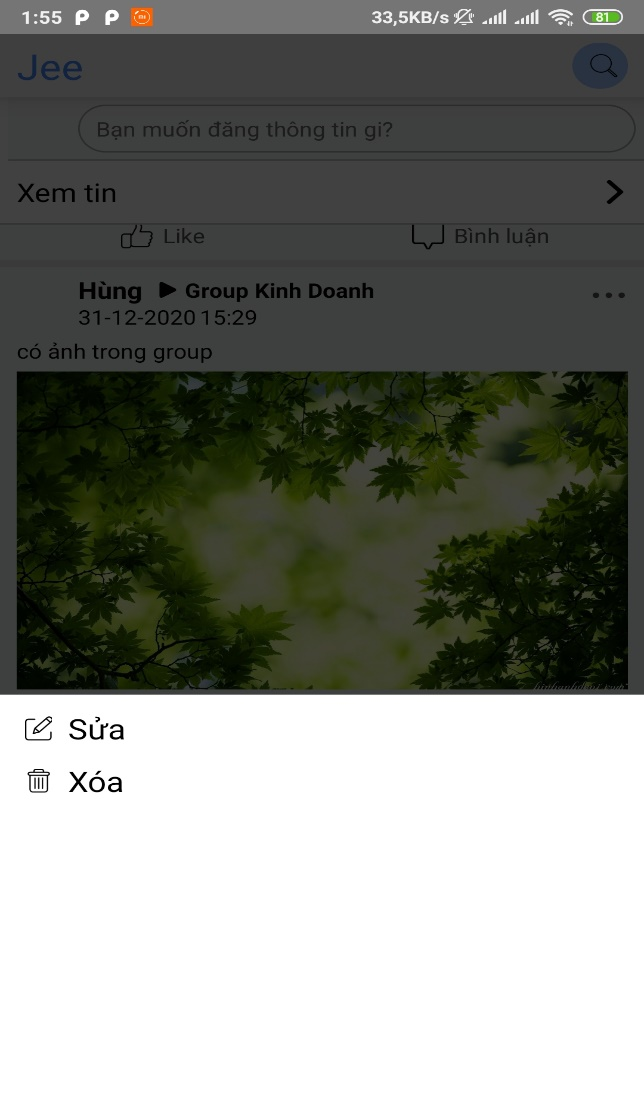 1:55 33,5KB/s 81
Jee
Bạn muốn đăng thông tin gì?
Xem tin
Like Bình luận
Hùng ▶ Group Kinh Doanh
31-12-2020 15:29
có ảnh trong group
Sửa
Xóa